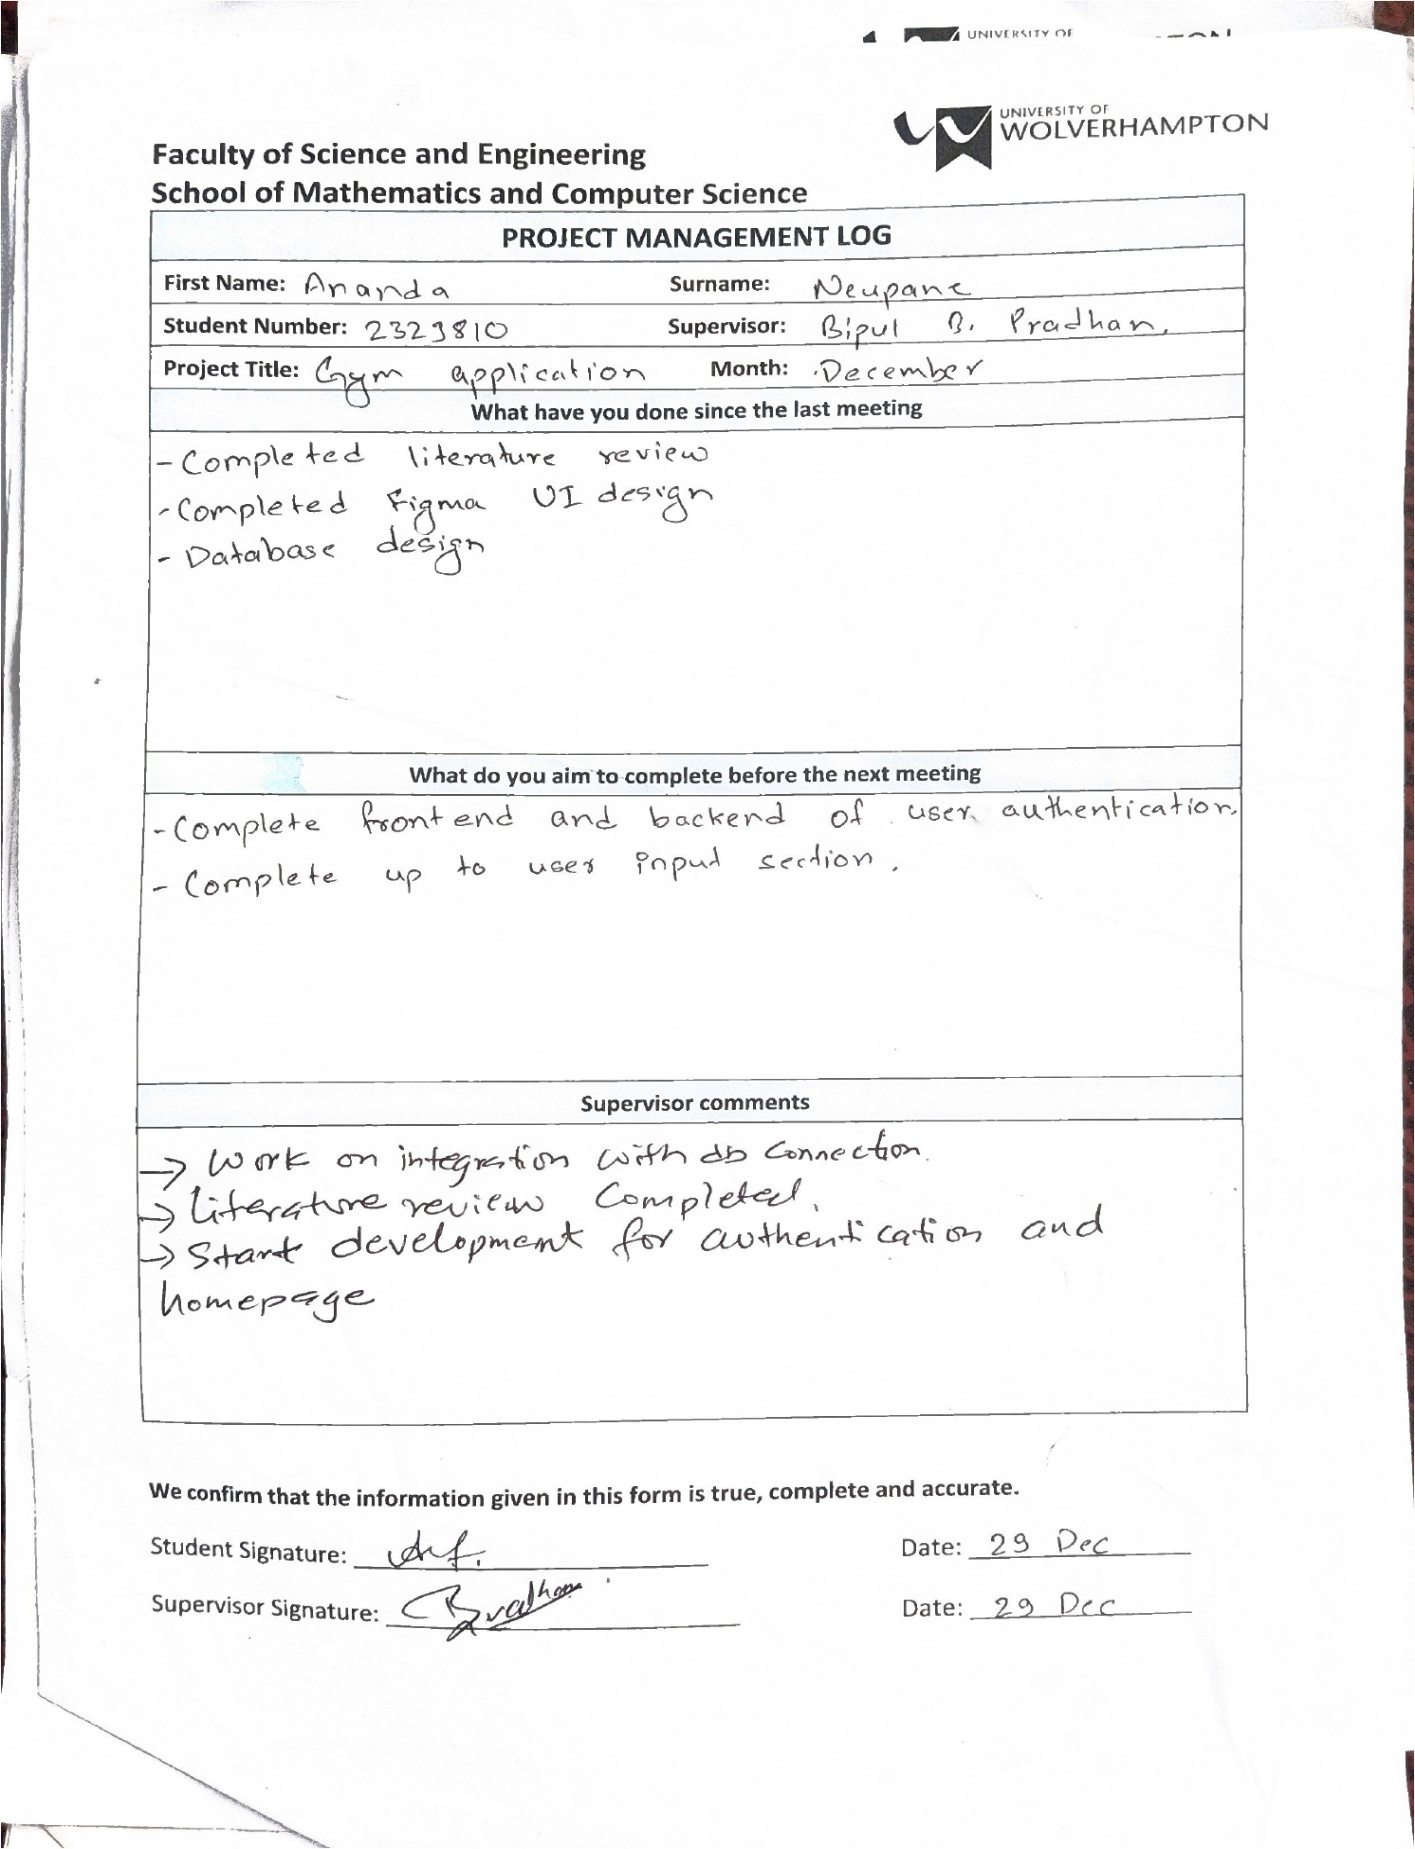 UNIVERSITY OF
UNIVERSITY OF
WOLVERHAMPTON
Faculty of Science and Engineering
School of Mathematics and Computer Science
PROJECT MANAGEMENT LOG
First Name: Ananda Surname: Neupane
Student Number: 2323810 Supervisor: Bipul B. Pradhan.
Project Title: Gym application Month: December
What have you done since the last meeting
- Completed literature review
- Completed Figma UI design
- Database design
What do you aim to complete before the next meeting
- Complete frontend and backend of user authentication.
- Complete up to user input section.
Supervisor comments
→ Work on integration with db connection.
→ Literature review completed.
→ Start development for authentication and
homepage
We confirm that the information given in this form is true, complete and accurate.
Student Signature: Date: 29 Dec
Supervisor Signature: Pradhan Date: 29 Dec